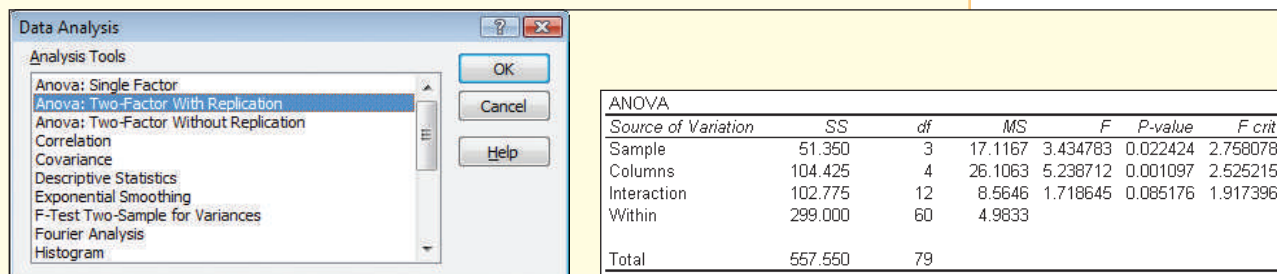 Data Analysis
Analysis Tools
Anova: Single Factor
Anova: Two-Factor With Replication
Anova: Two-Factor Without Replication
Correlation
Covariance
Descriptive Statistics
Exponential Smoothing
F-Test Two-Sample for Variances
Fourier Analysis
Histogram
OK
Cancel
Help
ANOVA
Source of Variation SS df MS F P-value F crit
Sample 51.350 3 17.1167 3.434783 0.022424 2.758078
Columns 104.425 4 26.1063 5.238712 0.001097 2.525215
Interaction 102.775 12 8.5646 1.718645 0.085176 1.917396
Within 299.000 60 4.9833
Total 557.550 79